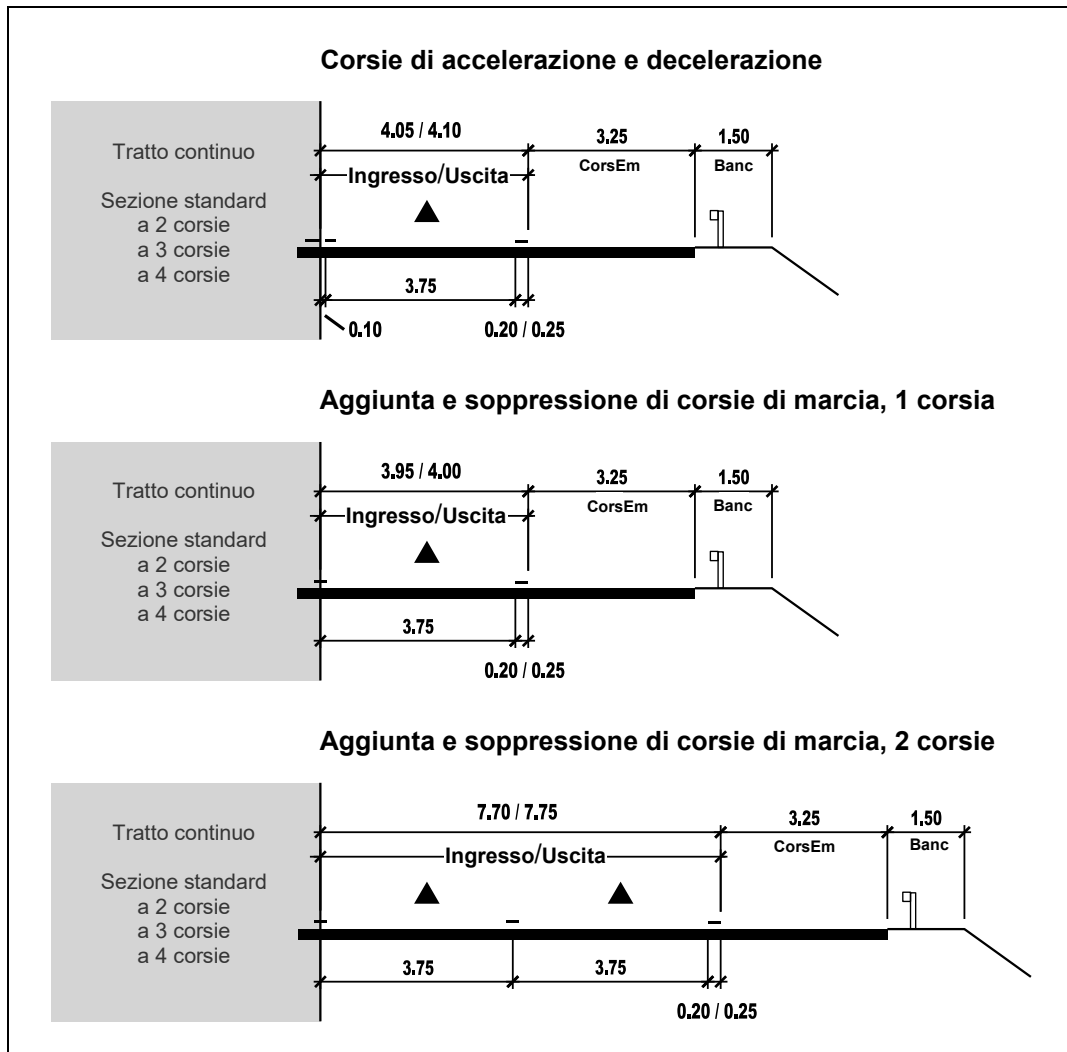 Corsie di accelerazione e decelerazione
4.05 / 4.10 3.25 1.50
Tratto continuo
Ingresso/Uscita CorsEm Banc
Sezione standard
a 2 corsie
a 3 corsie
a 4 corsie
3.75
0.10 0.20 / 0.25
Aggiunta e soppressione di corsie di marcia, 1 corsia
3.95 / 4.00 3.25 1.50
Tratto continuo
Ingresso/Uscita CorsEm Banc
Sezione standard
a 2 corsie
a 3 corsie
a 4 corsie
3.75
0.20 / 0.25
Aggiunta e soppressione di corsie di marcia, 2 corsie
7.70 / 7.75 3.25 1.50
Tratto continuo
Ingresso/Uscita CorsEm Banc
Sezione standard
a 2 corsie
a 3 corsie
a 4 corsie
3.75 3.75
0.20 / 0.25